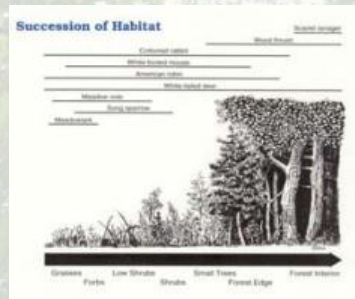 Succession of Habitat
Scarlet tanager
Wood thrush
Cottontail rabbit
White-footed mouse
American robin
White-tailed deer
Meadow vole
Song sparrow
Meadowlark
Grasses
Low Shrubs
Small Trees
Forest Interior
Forbs
Shrubs
Forest Edge